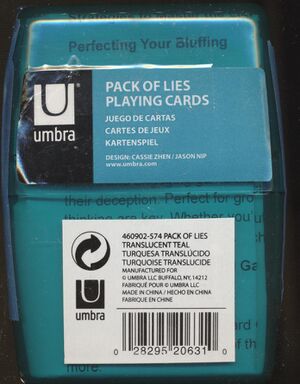 Perfecting Your Bluffing
umbra
PACK OF LIES
PLAYING CARDS
JUEGO DE CARTAS
CARTES DE JEUX
KARTENSPIEL
DESIGN: CASSIE ZHEN / JASON NIP
www.umbra.com
their deception. Perfect for
thinking are key. Whether you
460902-574 PACK OF LIES
TRANSLUCENT TEAL
TURQUESA TRANSLÚCIDO
TURQUOISE TRANSLUCIDE
MANUFACTURED FOR
© UMBRA LLC BUFFALO, NY, 14212
FABRIQUÉ POUR © UMBRA LLC
MADE IN CHINA / HECHO EN CHINA
FABRIQUE EN CHINE
umbra
0 28295 20631 0
more.